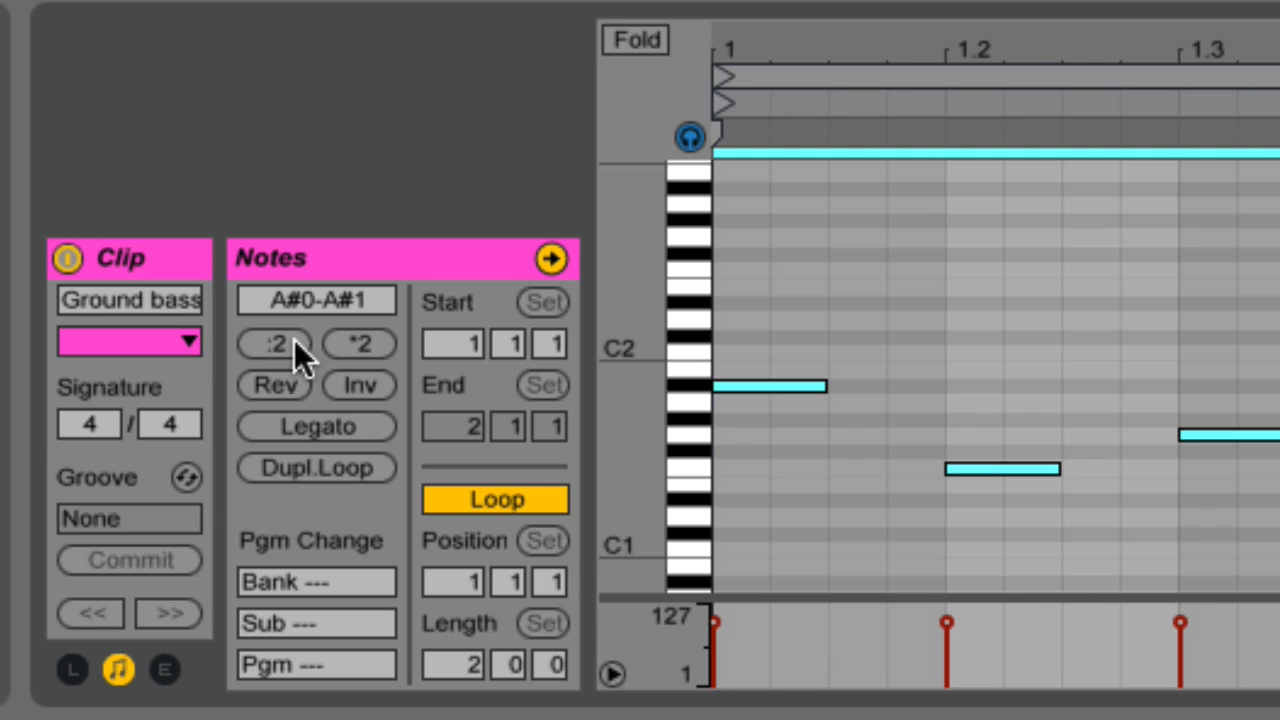 Fold
1
1.2
1.3
Clip
Ground bass
Signature
4 / 4
Groove
None
Commit
<< >>
L E
Notes
A#0-A#1
:2 *2
Rev Inv
Legato
Dupl.Loop
Pgm Change
Bank ---
Sub ---
Pgm ---
Start Set
1 1 1
End Set
2 1 1
Loop
Position Set
1 1 1
Length Set
2 0 0
C2
C1
127
1